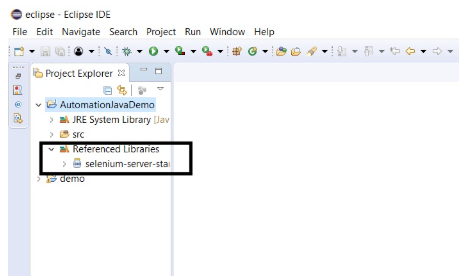 eclipse - Eclipse IDE
File Edit Navigate Search Project Run Window Help
Project Explorer
AutomationJavaDemo
JRE System Library [Jav
src
Referenced Libraries
selenium-server-sta
demo